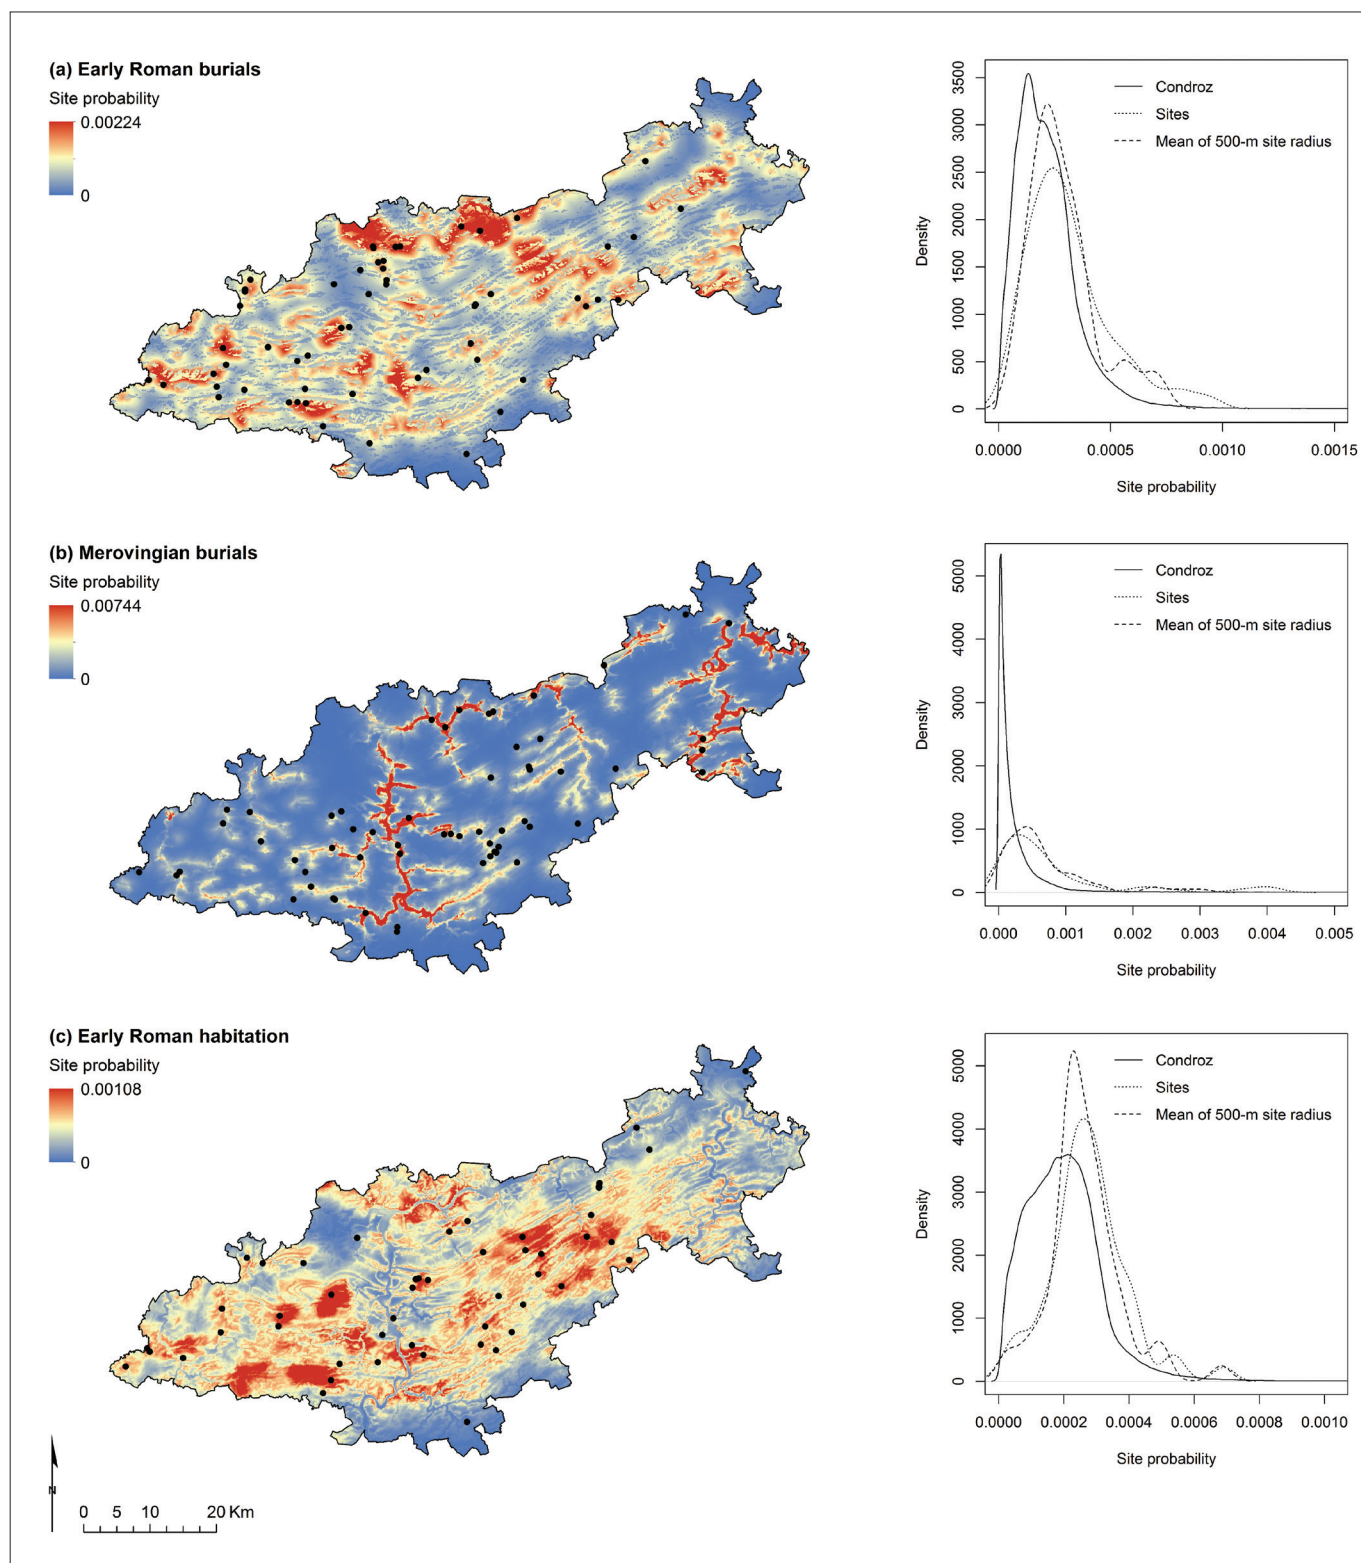 (a) Early Roman burials
Site probability
0.00224
0
3500
3000
2500
2000
1500
1000
500
0
Density
Condroz
Sites
Mean of 500-m site radius
0.0000
0.0005
0.0010
0.0015
Site probability
(b) Merovingian burials
Site probability
0.00744
0
5000
4000
3000
2000
1000
0
Density
Condroz
Sites
Mean of 500-m site radius
0.000
0.001
0.002
0.003
0.004
0.005
Site probability
(c) Early Roman habitation
Site probability
0.00108
0
5000
4000
3000
2000
1000
0
Density
Condroz
Sites
Mean of 500-m site radius
0.0000
0.0002
0.0004
0.0006
0.0008
0.0010
Site probability
N
0 5 10 20 Km